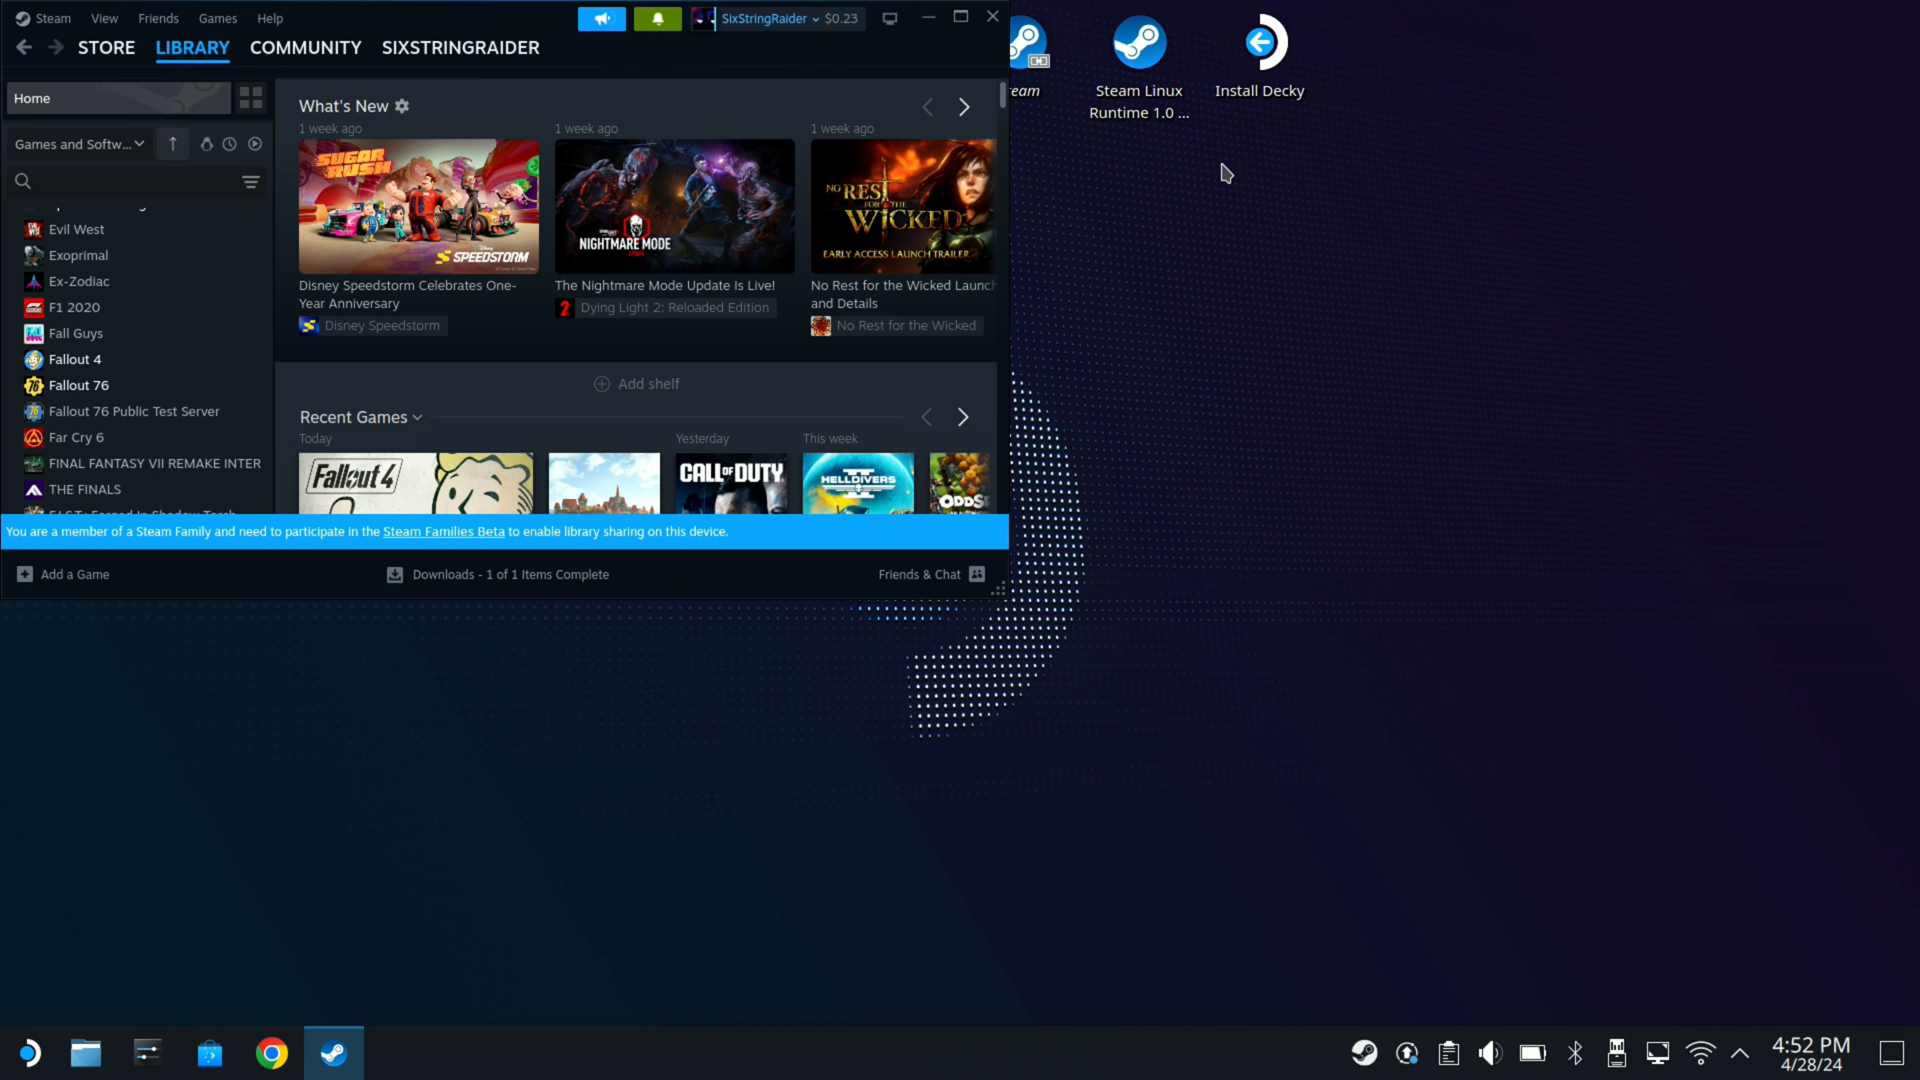 Steam View Friends Games Help
SixStringRaider $0.23
STORE LIBRARY COMMUNITY SIXSTRINGRAIDER
eam
Steam Linux
Runtime 1.0 ...
Install Decky
Home
Games and Softw...
Evil West
Exoprimal
Ex-Zodiac
F1 2020
Fall Guys
Fallout 4
Fallout 76
Fallout 76 Public Test Server
Far Cry 6
FINAL FANTASY VII REMAKE INTER
THE FINALS
What's New
1 week ago
SUGAR
RUSH
Disney
SPEEDSTORM
Disney Speedstorm Celebrates One-
Year Anniversary
Disney Speedstorm
1 week ago
NIGHTMARE MODE
The Nightmare Mode Update Is Live!
Dying Light 2: Reloaded Edition
1 week ago
NO
REST
FOR THE
WICKED
EARLY ACCESS LAUNCH TRAILER
No Rest for the Wicked Launch
and Details
No Rest for the Wicked
Add shelf
Recent Games
Today
Yesterday
This week
Fallout 4
CALL OF DUTY
HELLDIVERS
ODDS
You are a member of a Steam Family and need to participate in the Steam Families Beta to enable library sharing on this device.
Add a Game
Downloads - 1 of 1 Items Complete
Friends & Chat
4:52 PM
4/28/24